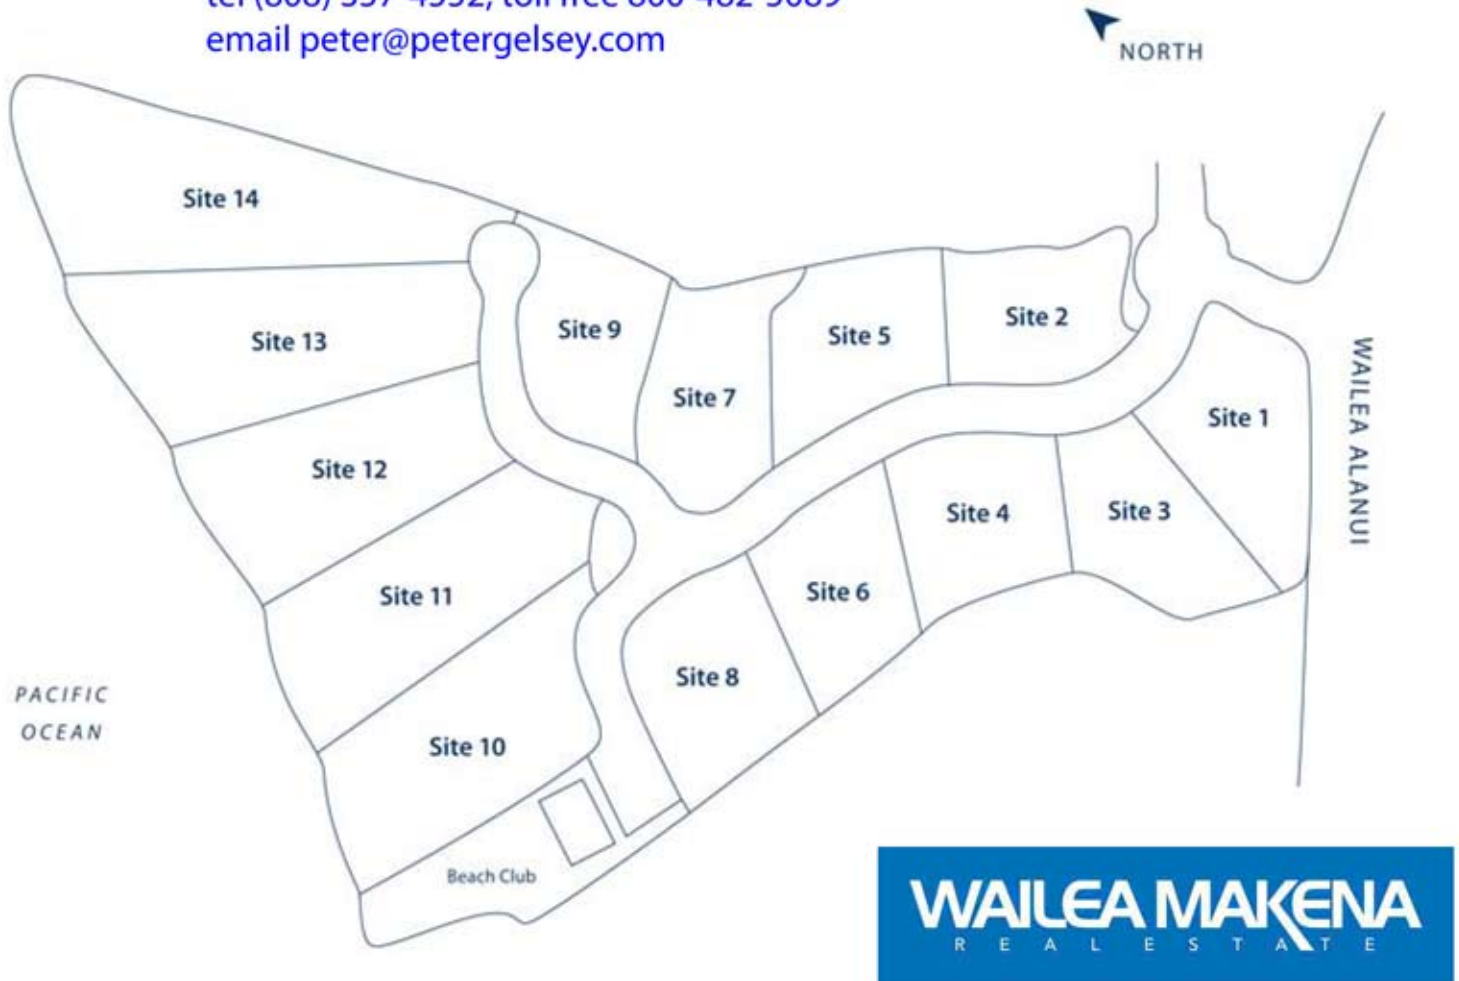 email peter@petergelsey.com
NORTH
Site 14
Site 13
Site 12
Site 11
Site 10
Site 9
Site 7
Site 5
Site 2
Site 1
Site 3
Site 4
Site 6
Site 8
WAILEA ALANUI
PACIFIC
OCEAN
Beach Club
WAILEA MAKENA
REAL ESTATE